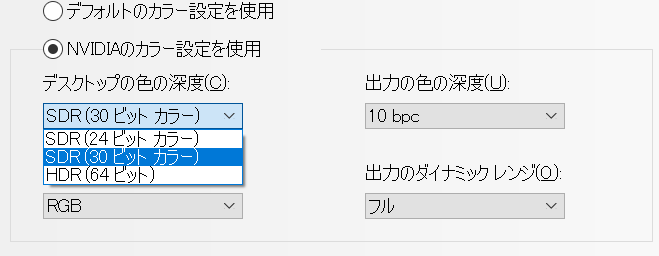 デフォルトのカラー設定を使用
NVIDIAのカラー設定を使用
デスクトップの色の深度(C):
出力の色の深度(U):
SDR (30 ビット カラー)
10 bpc
SDR (24 ビット カラー)
SDR (30 ビット カラー)
HDR (64 ビット)
出力のダイナミック レンジ(O):
RGB
フル